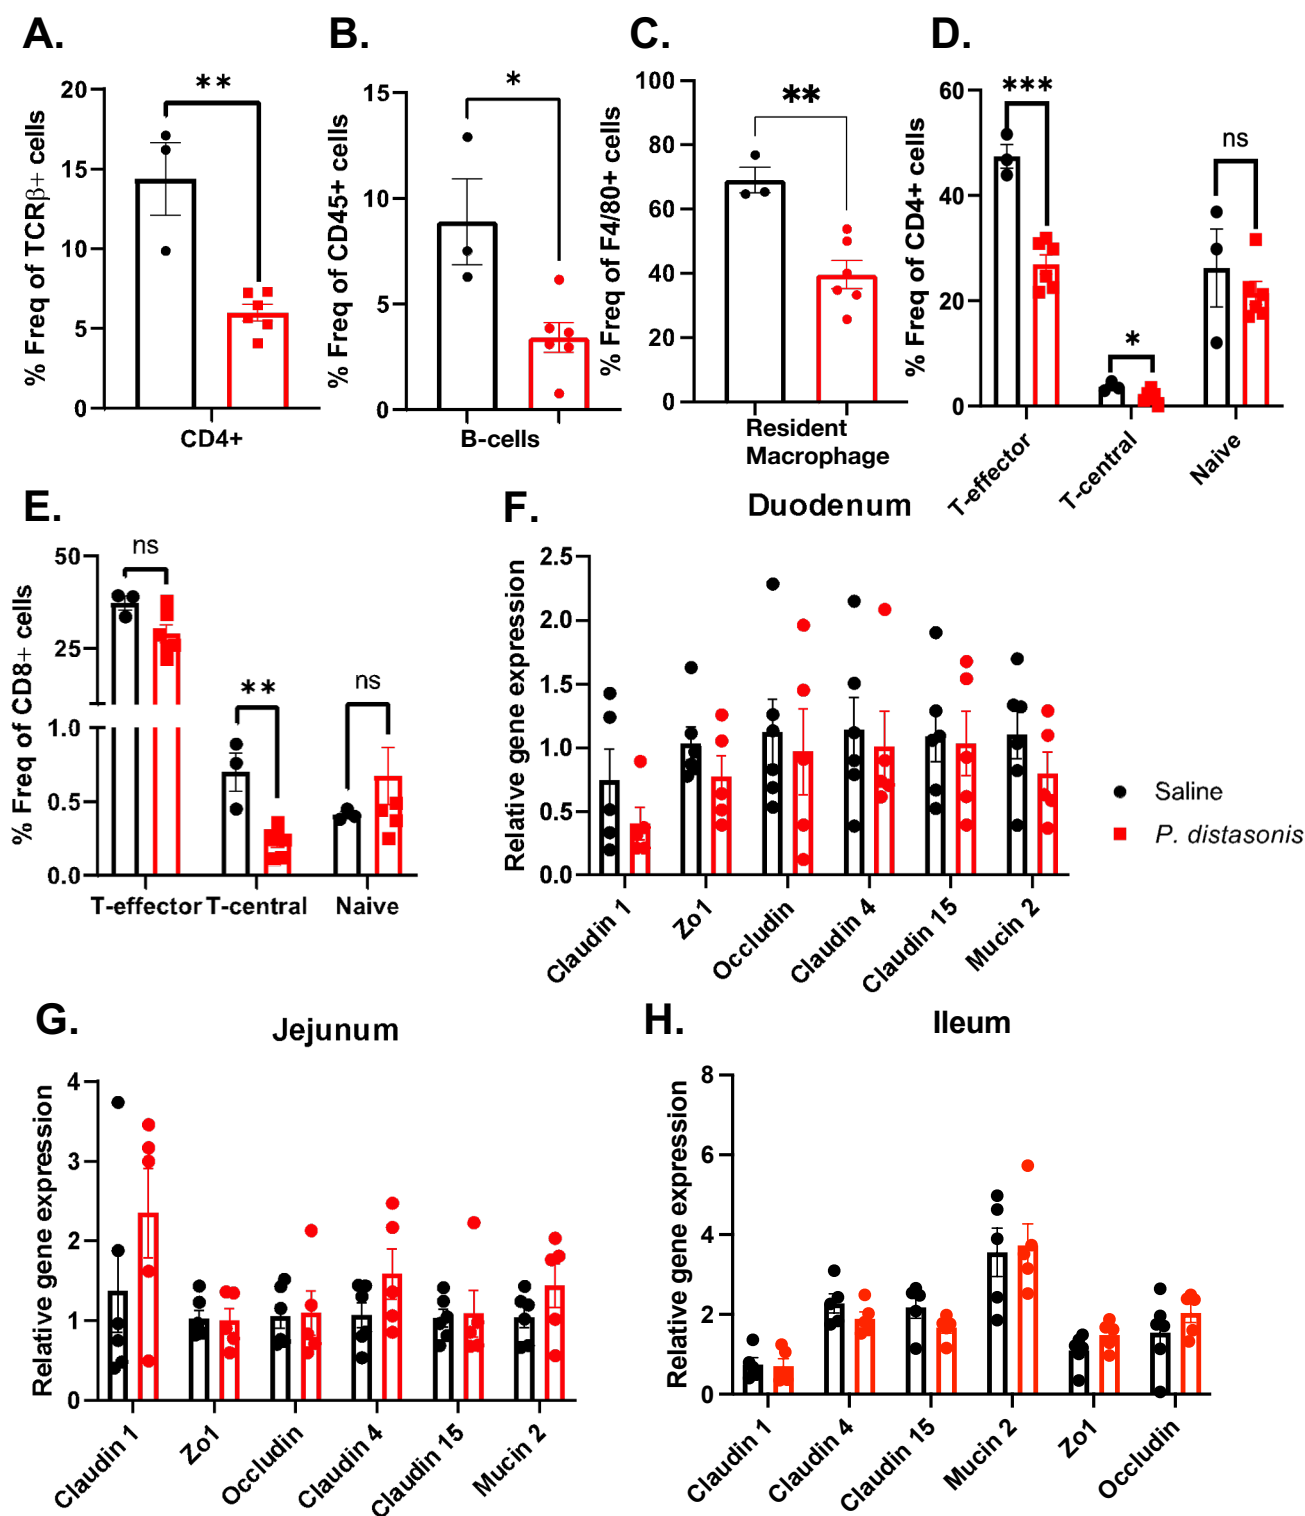 A.
% Freq of TCRβ+ cells
20
15
10
5
0
**
CD4+
B.
% Freq of CD45+ cells
15
10
5
0
*
B-cells
C.
% Freq of F4/80+ cells
100
80
60
40
20
0
**
Resident
Macrophage
D.
% Freq of CD4+ cells
60
40
20
0
***
*
ns
T-effector
T-central
Naive
E.
% Freq of CD8+ cells
50
25
1.0
0.5
0.0
ns
**
ns
T-effector
T-central
Naive
F.
Duodenum
Relative gene expression
2.5
2.0
1.5
1.0
0.5
0.0
Claudin 1
Zo1
Occludin
Claudin 4
Claudin 15
Mucin 2
Saline
P. distasonis
G.
Jejunum
Relative gene expression
4
3
2
1
0
Claudin 1
Zo1
Occludin
Claudin 4
Claudin 15
Mucin 2
H.
Ileum
Relative gene expression
8
6
4
2
0
Claudin 1
Claudin 4
Claudin 15
Mucin 2
Zo1
Occludin